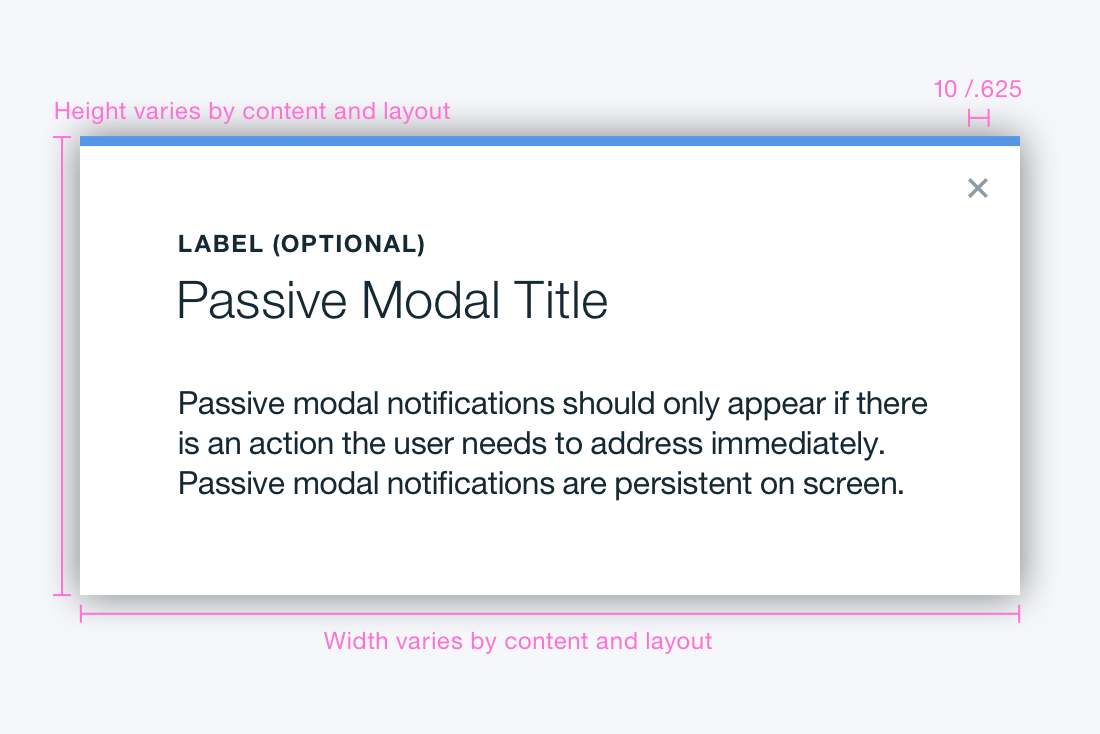 10 /.625
Height varies by content and layout
LABEL (OPTIONAL)
Passive Modal Title
Passive modal notifications should only appear if there
is an action the user needs to address immediately.
Passive modal notifications are persistent on screen.
Width varies by content and layout